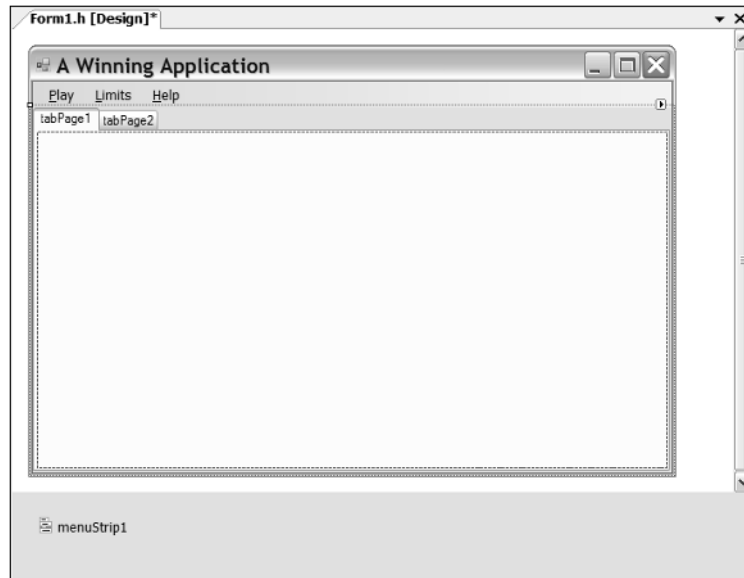 Form1.h [Design]*
A Winning Application
Play Limits Help
tabPage1 tabPage2
menuStrip1